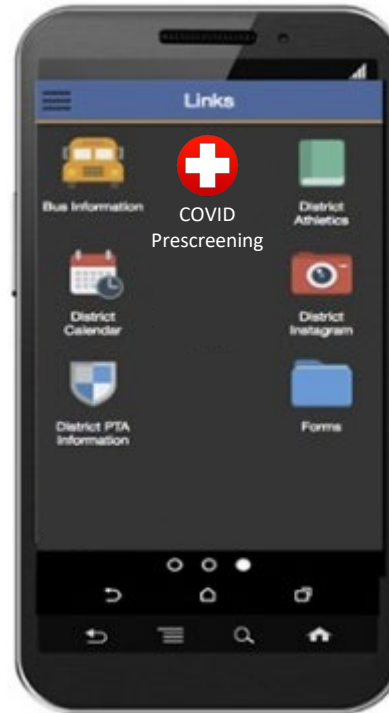 Links
Bus Information
COVID
Prescreening
District
Athletics
District
Calendar
District
Instagram
District PTA
Information
Forms